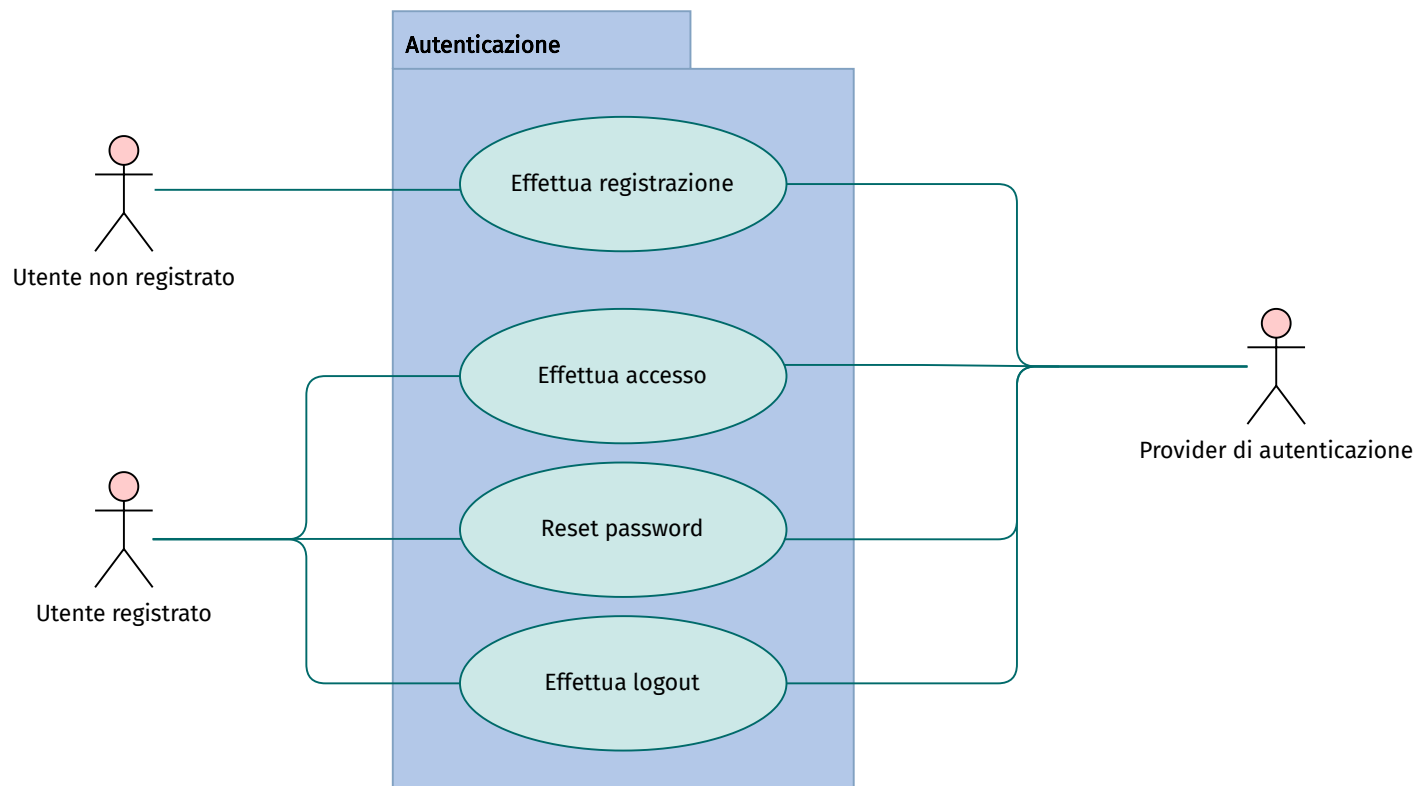 Autenticazione
Effettua registrazione
Utente non registrato
Effettua accesso
Provider di autenticazione
Reset password
Utente registrato
Effettua logout